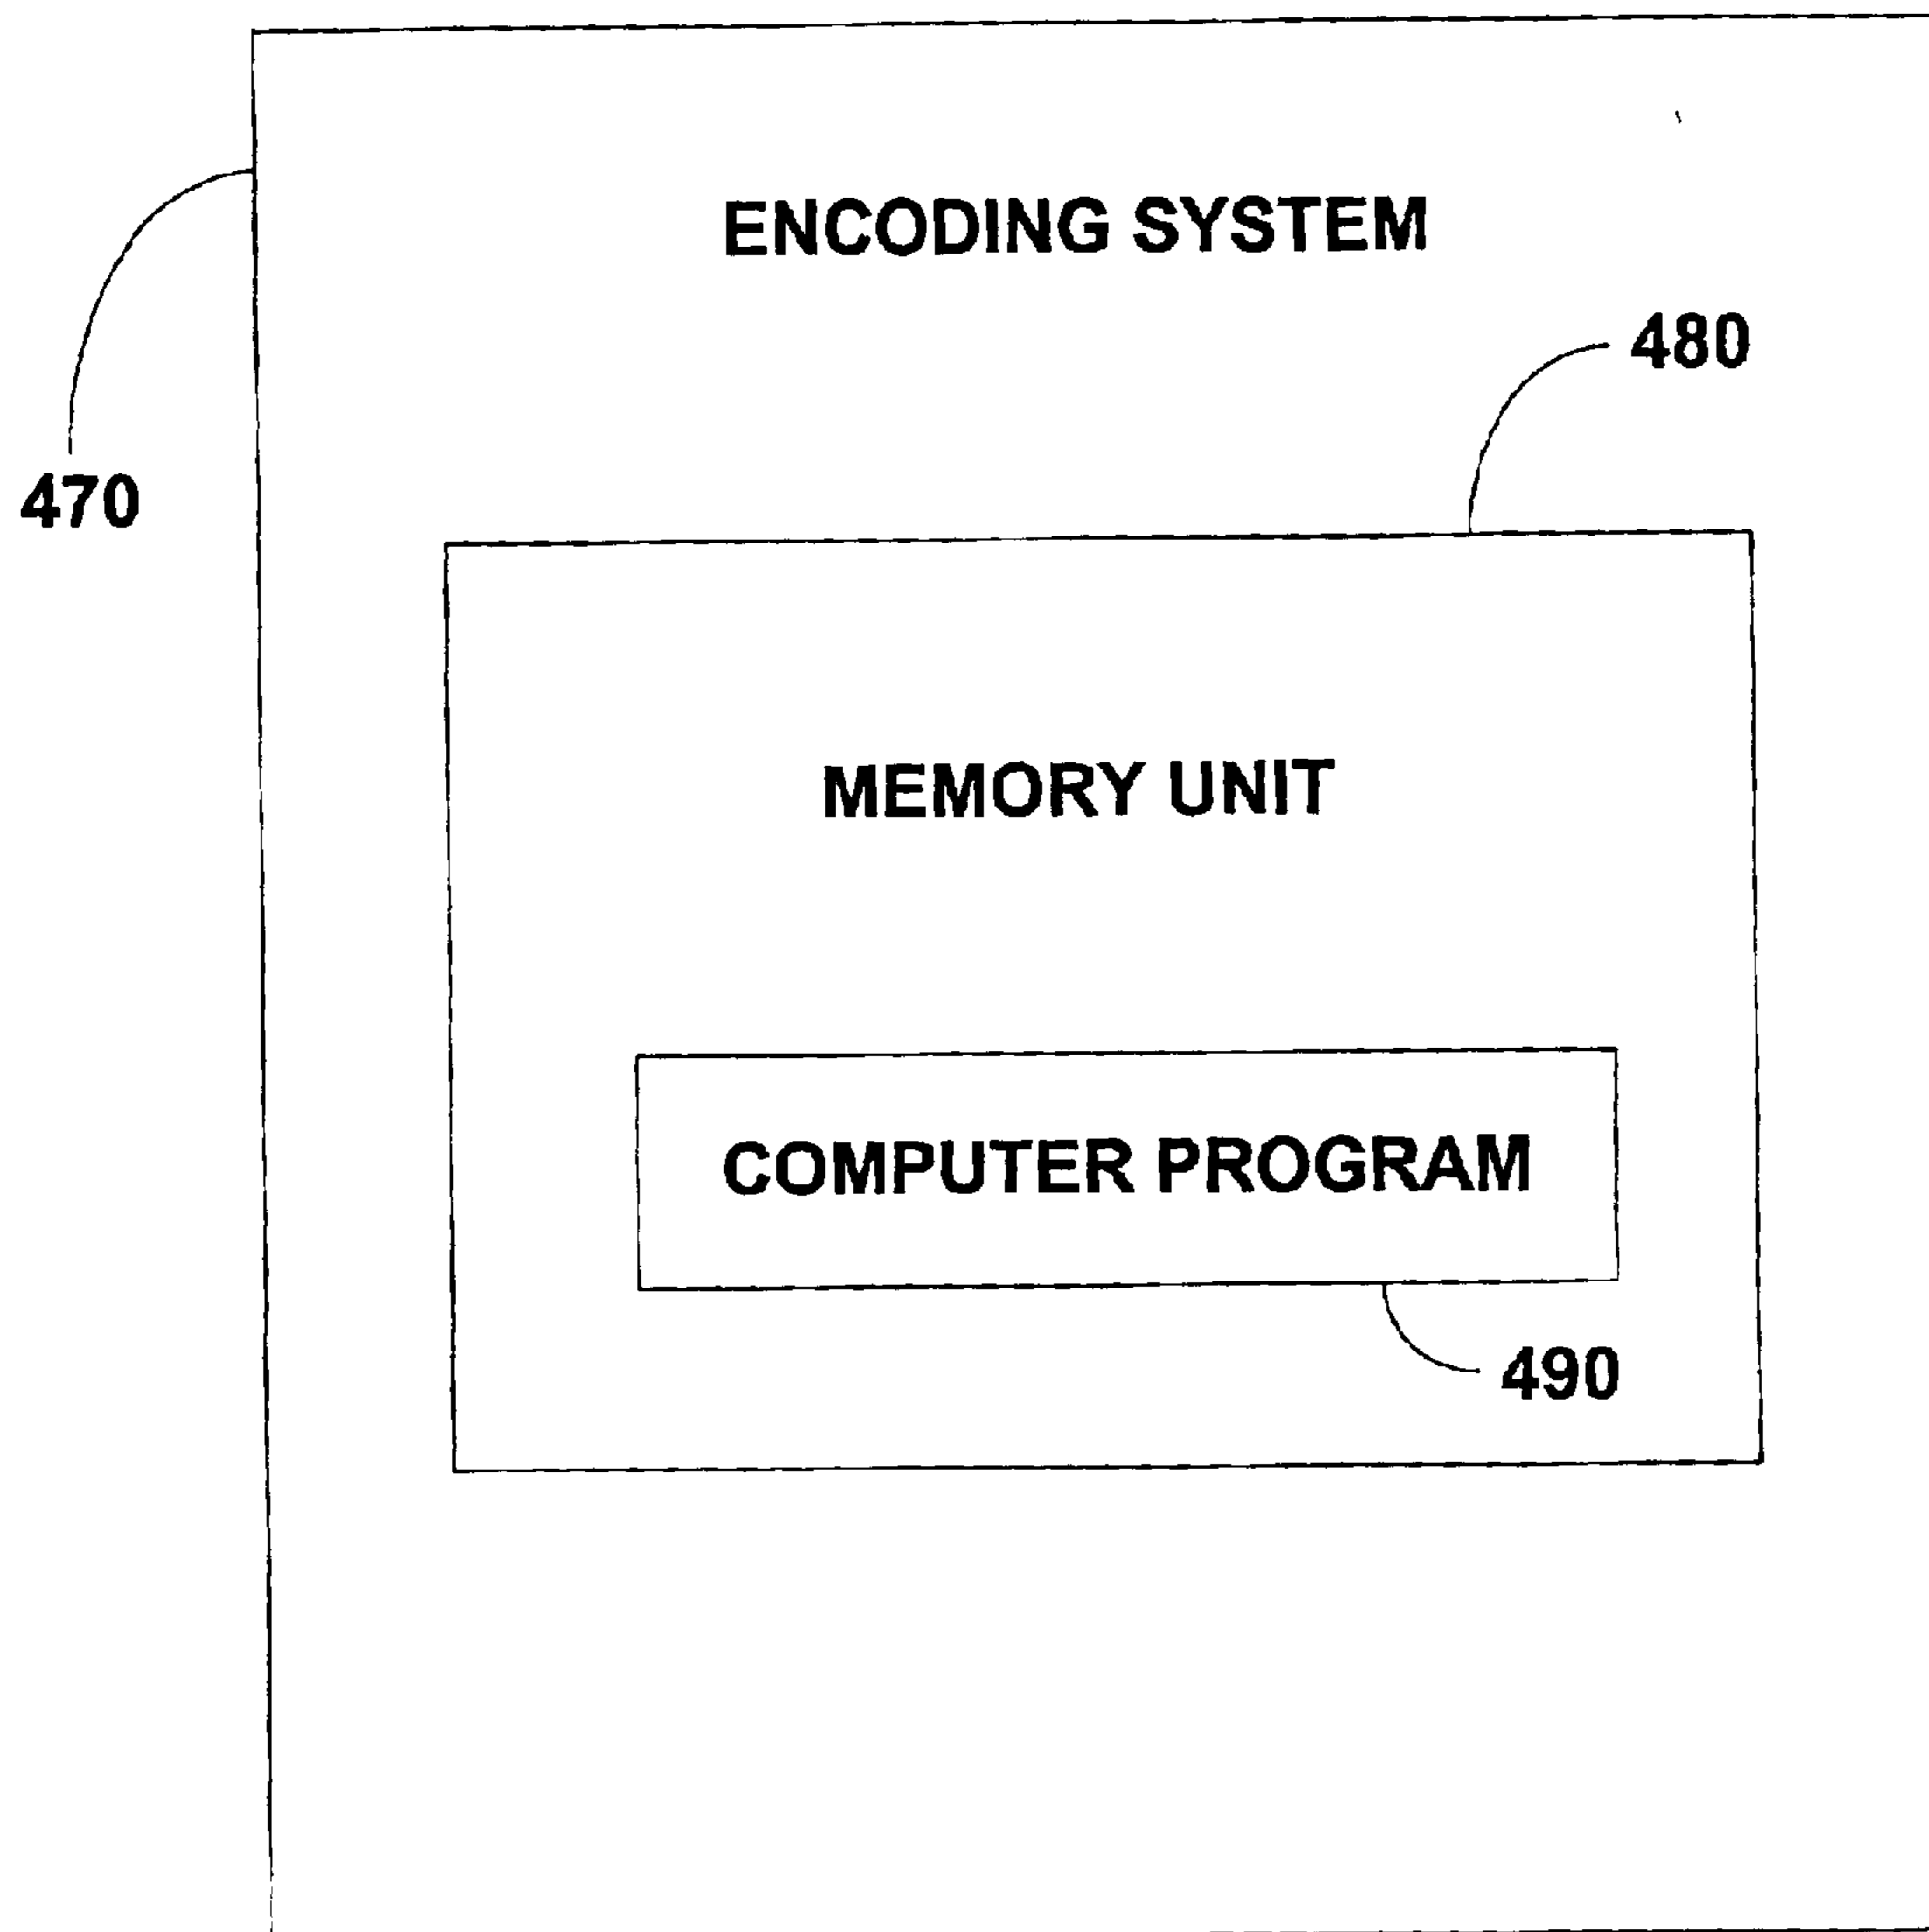 ENCODING SYSTEM
480
470
MEMORY UNIT
COMPUTER PROGRAM
490